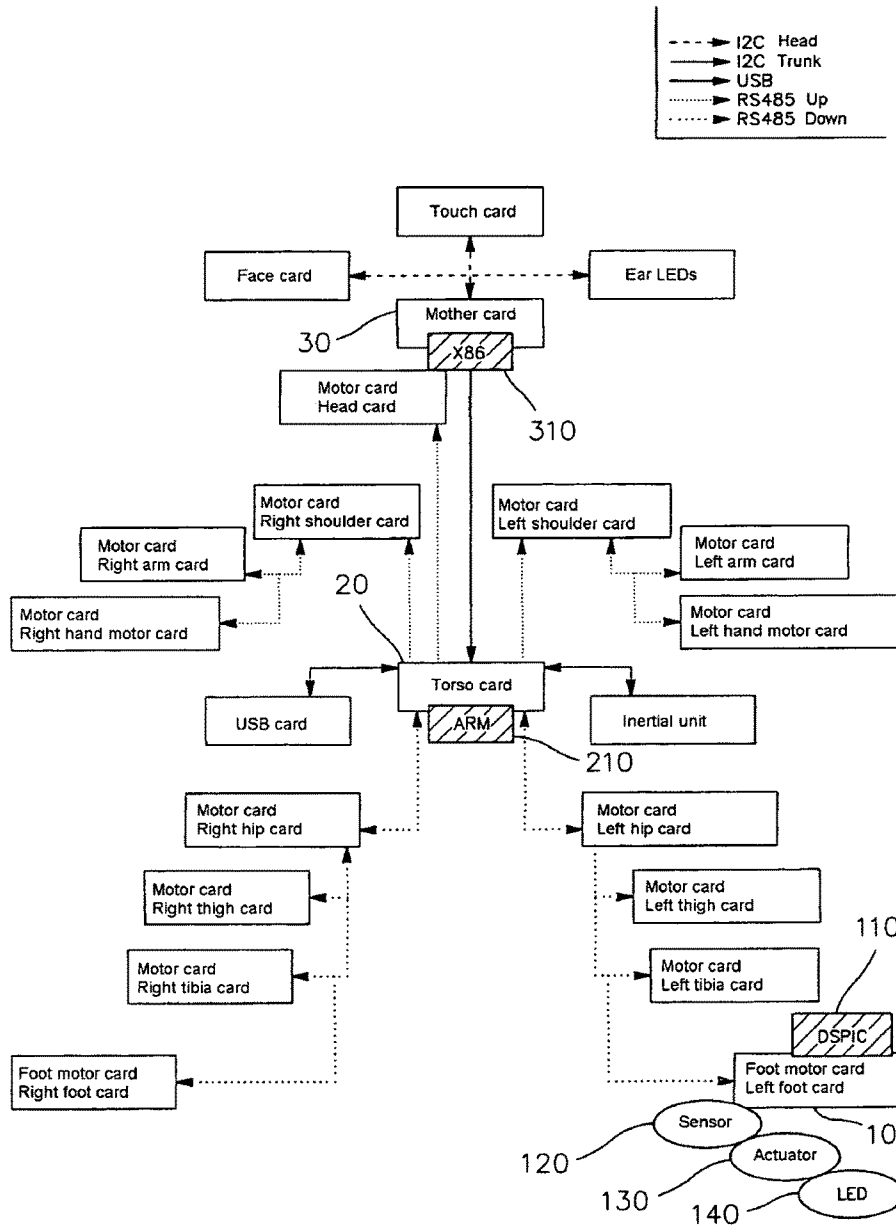 I2C Head
I2C Trunk
USB
RS485 Up
RS485 Down
Touch card
Face card
Ear LEDs
Mother card
30
X86
310
Motor card
Head card
Motor card
Right shoulder card
Motor card
Left shoulder card
Motor card
Right arm card
Motor card
Left arm card
Motor card
Right hand motor card
Motor card
Left hand motor card
20
Torso card
USB card
ARM
Inertial unit
210
Motor card
Right hip card
Motor card
Left hip card
Motor card
Right thigh card
Motor card
Left thigh card
110
Motor card
Right tibia card
Motor card
Left tibia card
DSPIC
Foot motor card
Right foot card
Foot motor card
Left foot card
Sensor
10
120
Actuator
130
LED
140